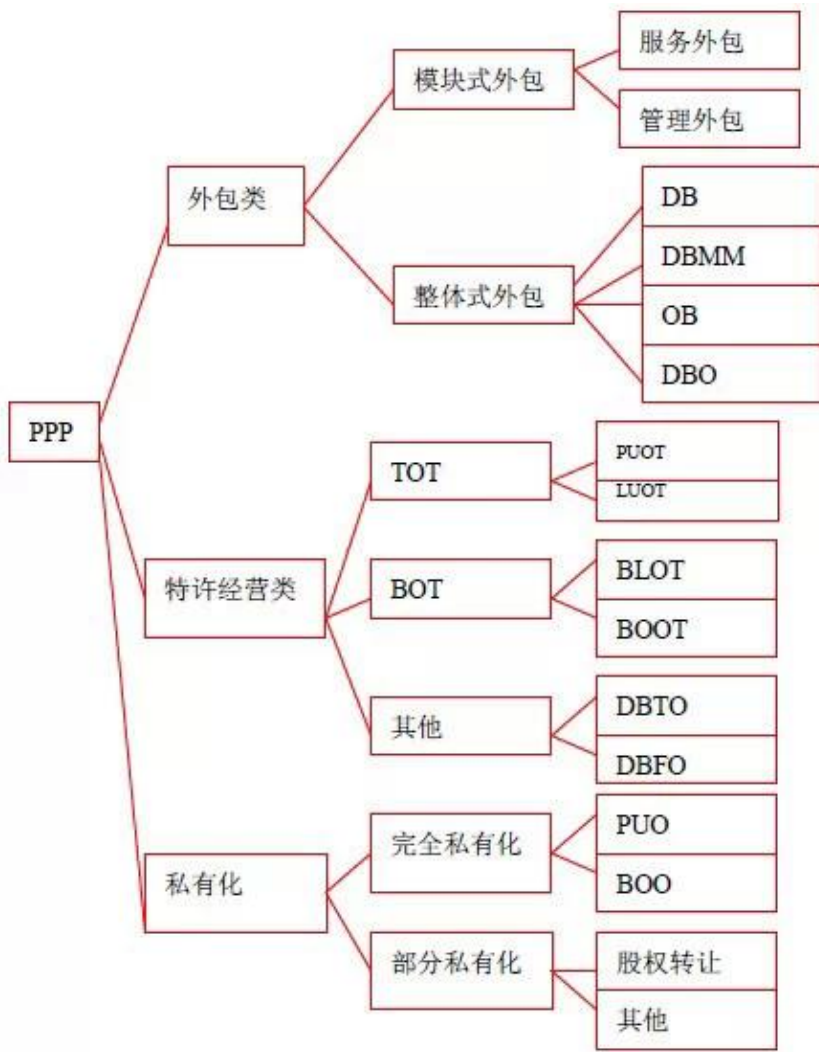 服务外包
模块式外包
管理外包
外包类
DB
DBMM
整体式外包
OB
DBO
PPP
TOT
PUOT
LUOT
特许经营类
BOT
BLOT
BOOT
其他
DBTO
DBFO
完全私有化
PUO
私有化
BOO
部分私有化
股权转让
其他